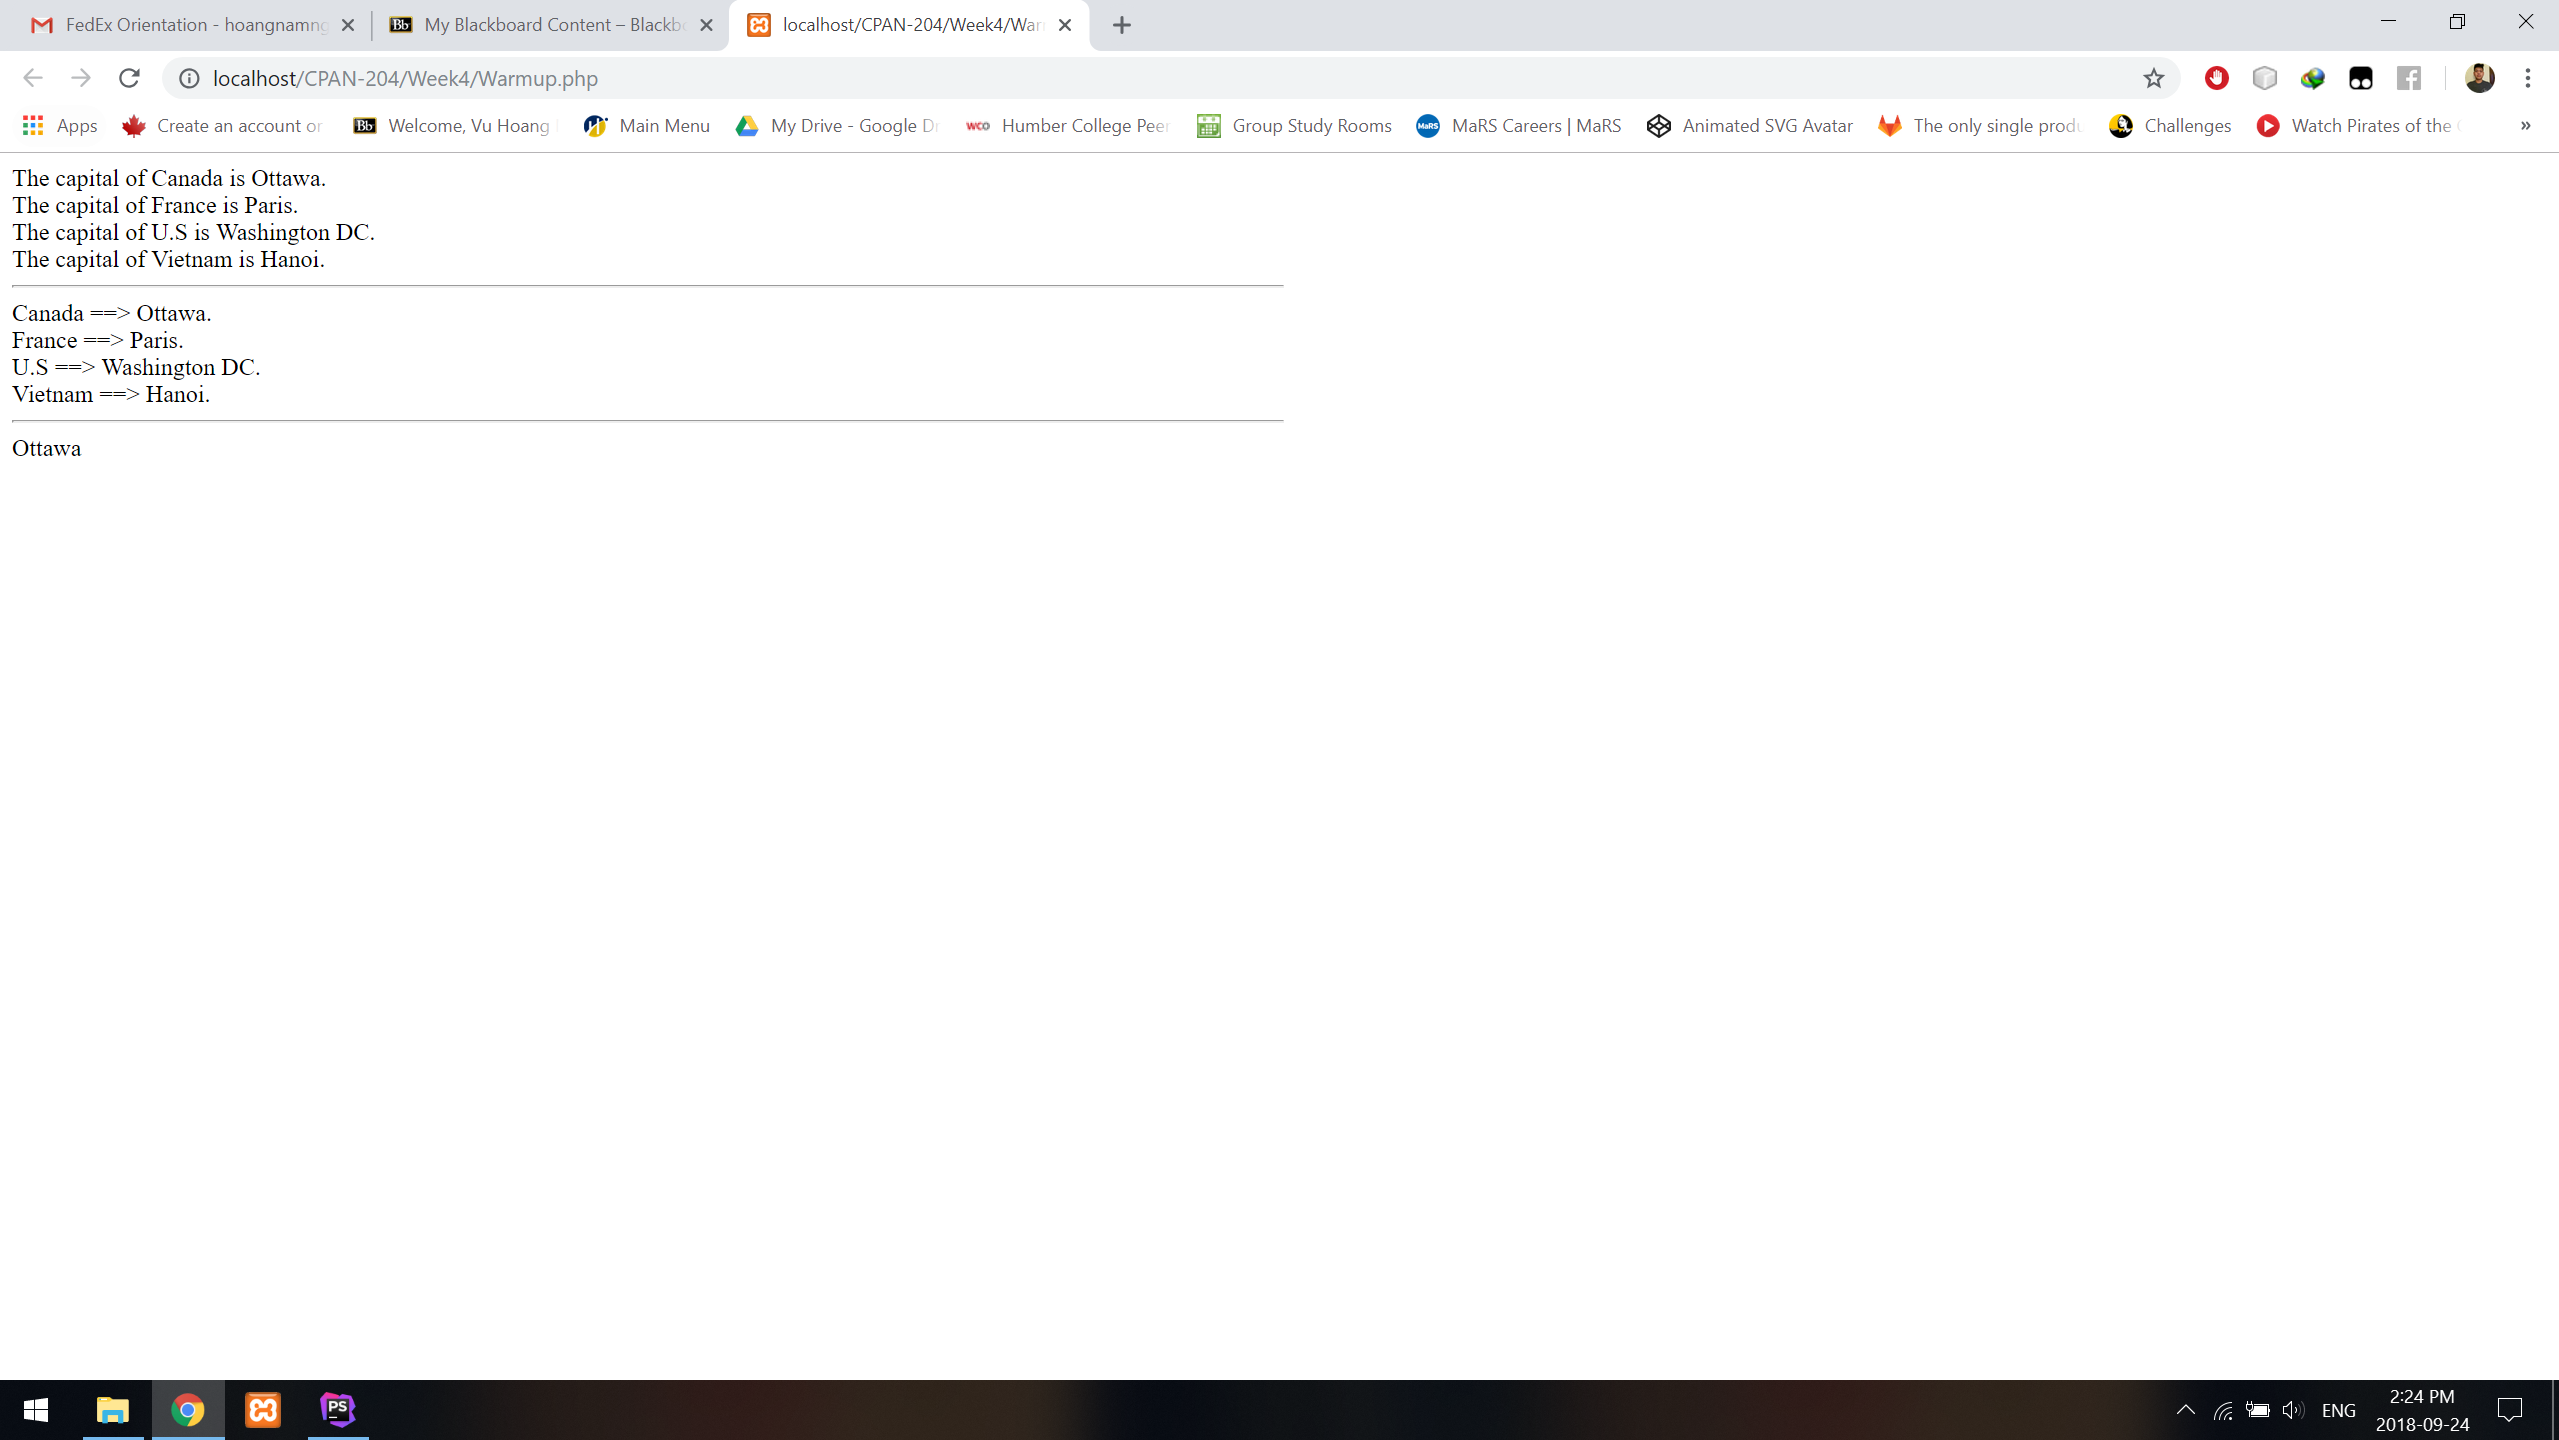 FedEx Orientation - hoangnamng
My Blackboard Content – Blackb
localhost/CPAN-204/Week4/War
localhost/CPAN-204/Week4/Warmup.php
Apps
Create an account or
Bb Welcome, Vu Hoang
Main Menu
My Drive - Google D
wco Humber College Peer
Group Study Rooms
MaRS MaRS Careers | MaRS
Animated SVG Avatar
The only single produ
Challenges
Watch Pirates of the
»
The capital of Canada is Ottawa.
The capital of France is Paris.
The capital of U.S is Washington DC.
The capital of Vietnam is Hanoi.
Canada ==> Ottawa.
France ==> Paris.
U.S ==> Washington DC.
Vietnam ==> Hanoi.
Ottawa
PS
ENG
2:24 PM
2018-09-24